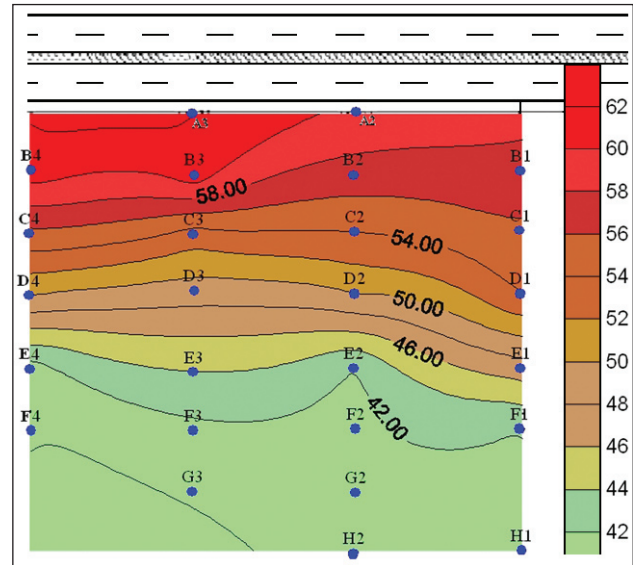 A3 A2
62
B4 B3 B2 B1
60
58.00
58
C4 C3 C2 C1
56
54.00
54
D4 D3 D2 D1
52
50.00
50
46.00
48
E4 E3 E2 E1
46
42.00
F4 F3 F2 F1
44
G3 G2
42
H2 H1